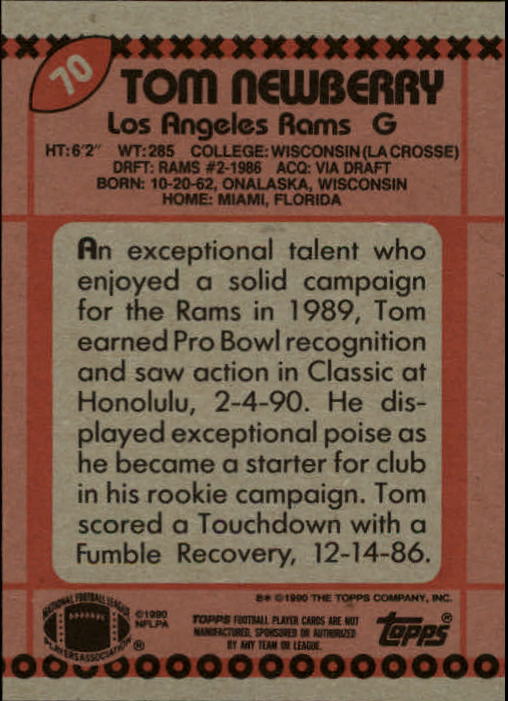 70
TOM NEWBERRY
Los Angeles Rams G
HT:6'2" WT:285 COLLEGE:WISCONSIN(LA CROSSE)
DRFT: RAMS #2-1986 ACQ: VIA DRAFT
BORN: 10-20-62, ONALASKA, WISCONSIN
HOME: MIAMI, FLORIDA
An exceptional talent who
enjoyed a solid campaign
for the Rams in 1989, Tom
earned Pro Bowl recognition
and saw action in Classic at
Honolulu, 2-4-90. He dis-
played exceptional poise as
he became a starter for club
in his rookie campaign. Tom
scored a Touchdown with a
Fumble Recovery, 12-14-86.
B* ©1990 THE TOPPS COMPANY, INC.
NATIONAL FOOTBALL LEAGUE
PLAYERS ASSOCIATION ®
©1990
NFLPA
TOPPS FOOTBALL PLAYER CARDS ARE NOT
MANUFACTURED, SPONSORED OR AUTHORIZED
BY ANY TEAM OR LEAGUE.
topps®